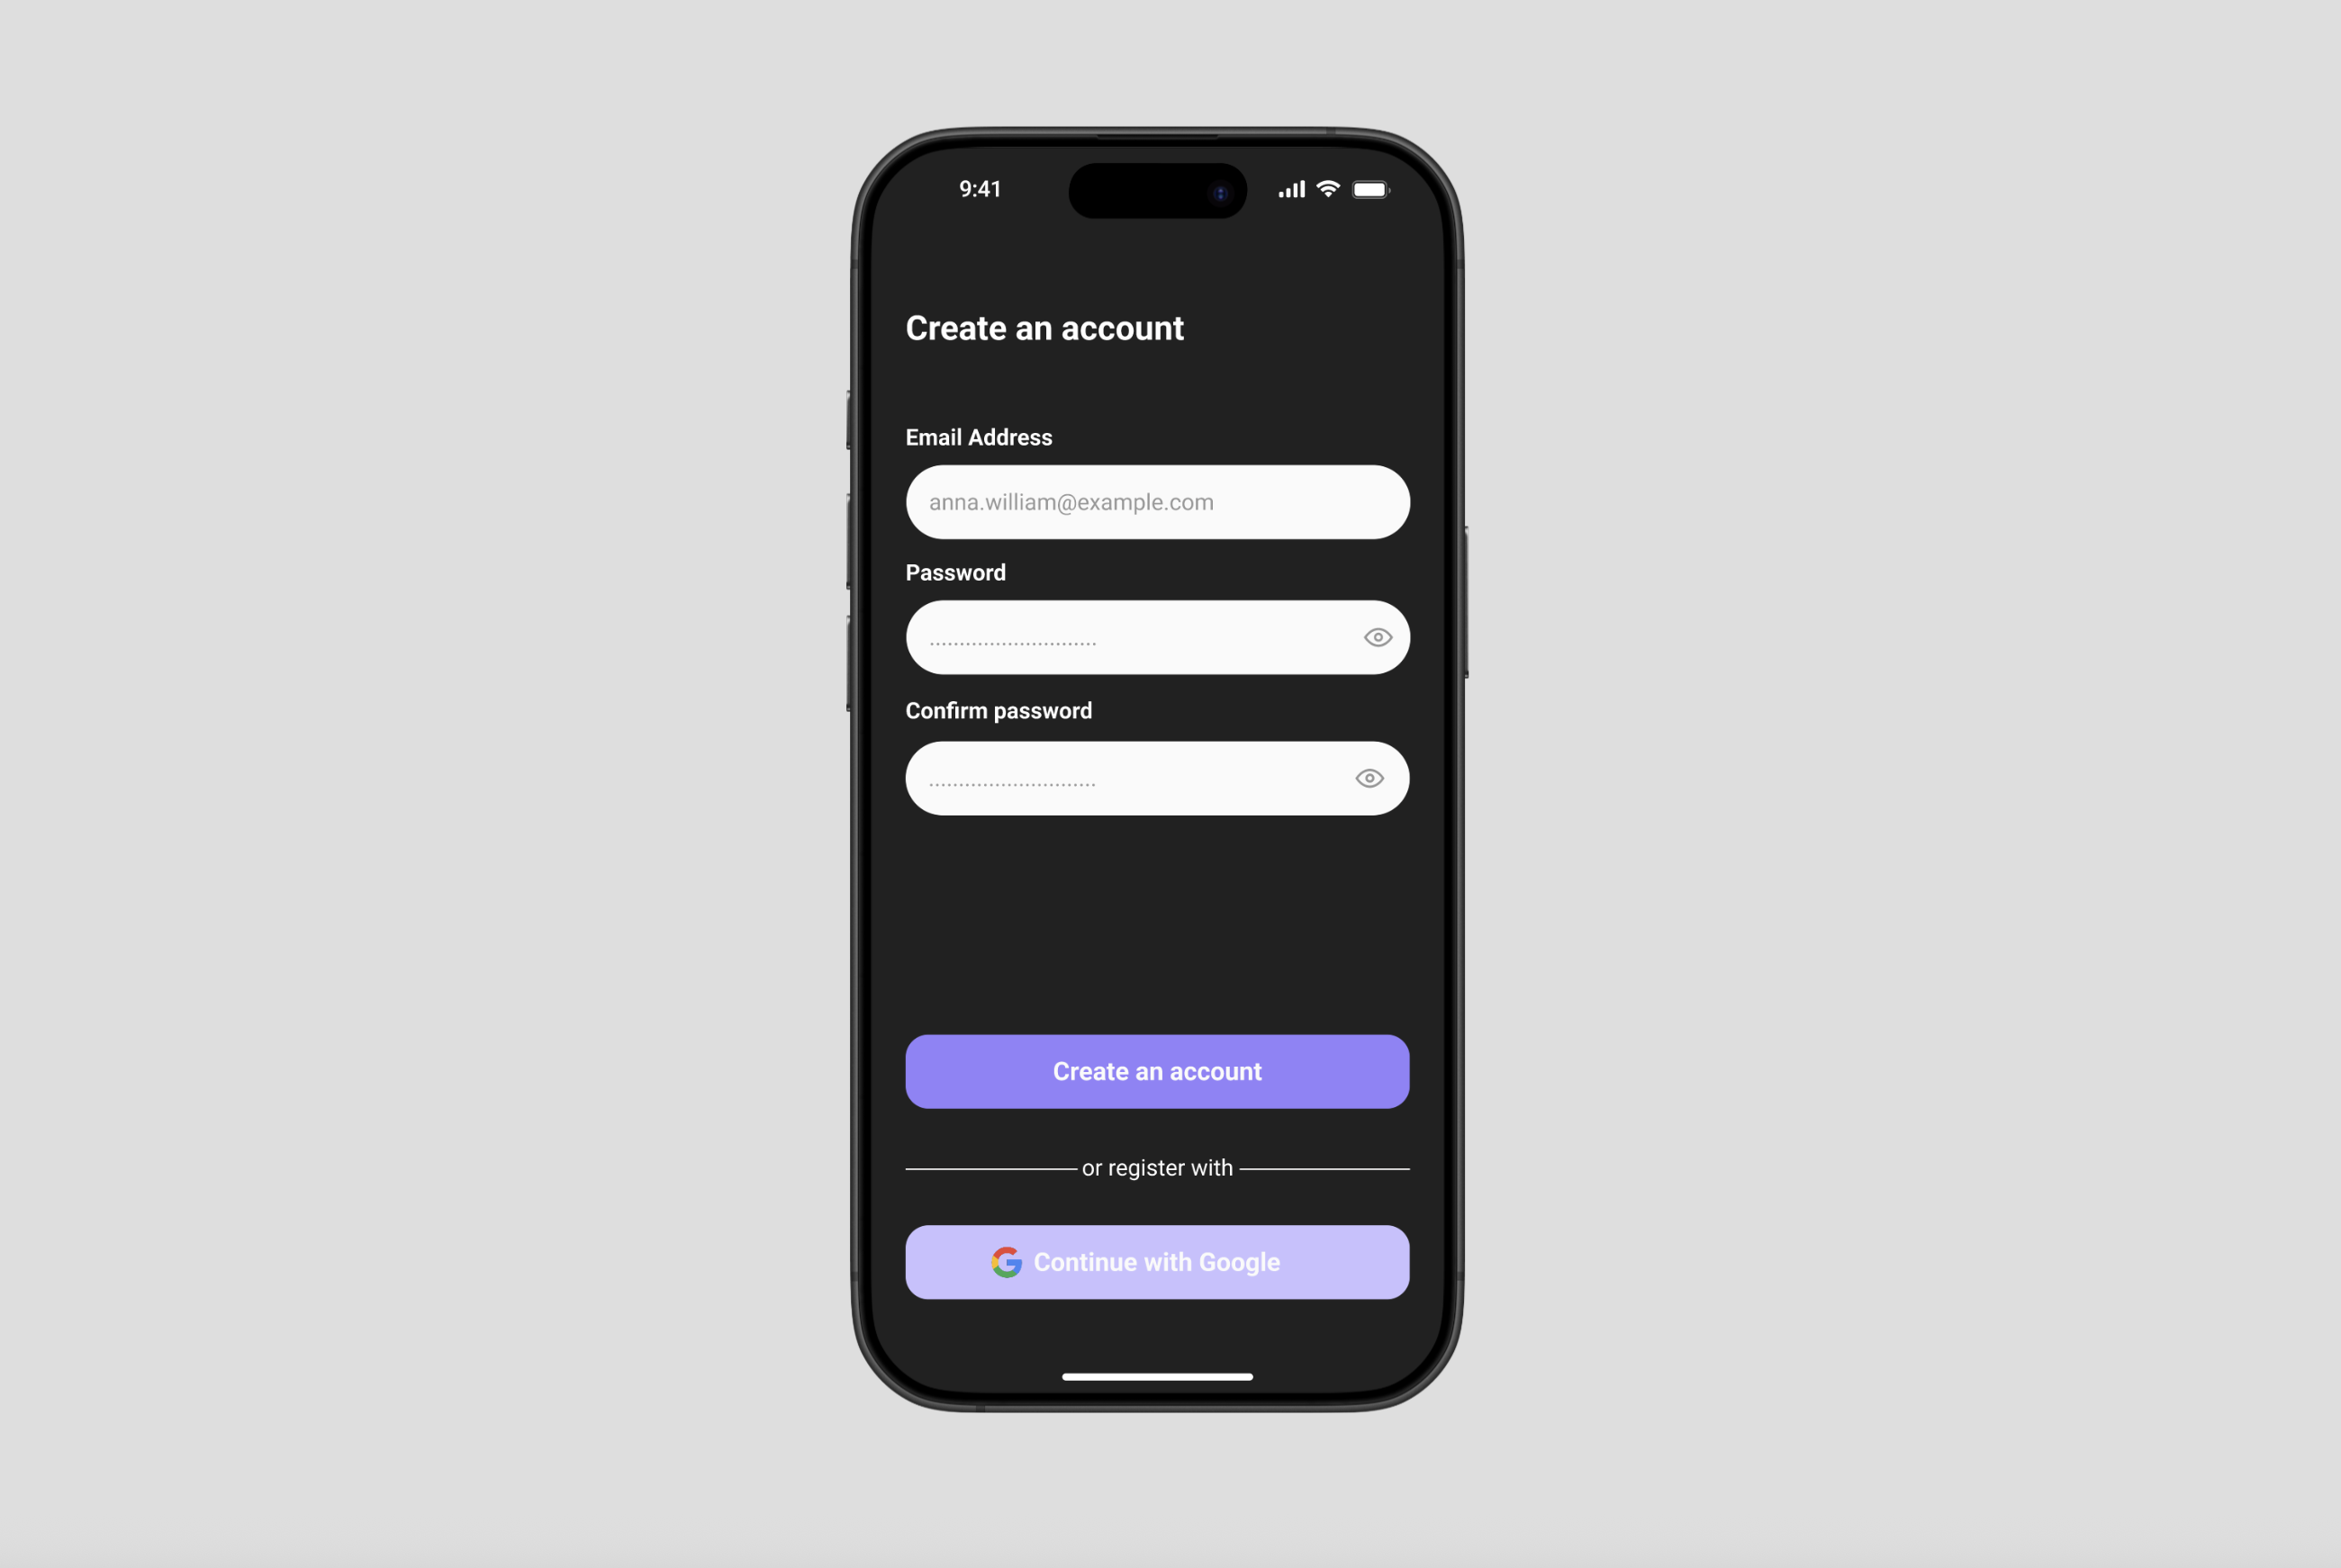 9:41
Create an account
Email Address
anna.william@example.com
Password
............................
Confirm password
............................
Create an account
or register with
Continue with Google